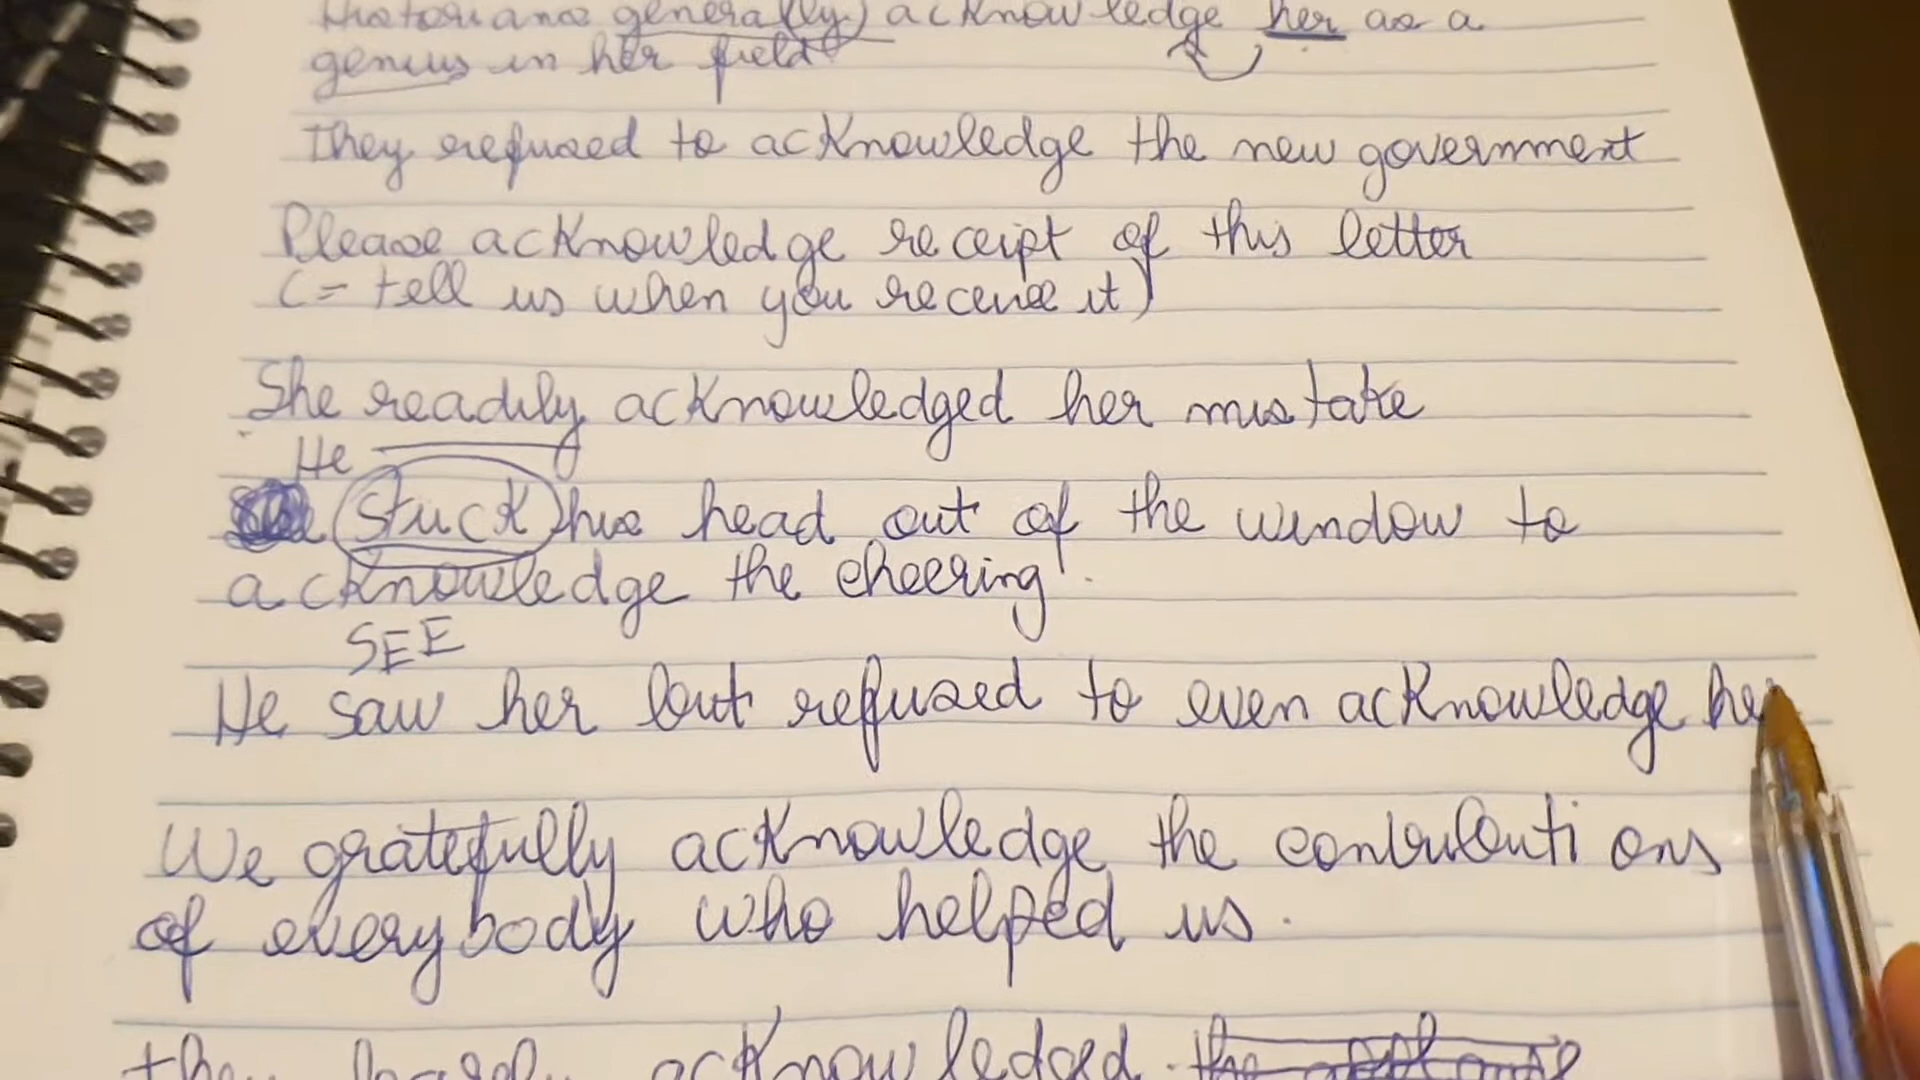 Historians generally) acknowledge her as a
genius in her field
They refused to acknowledge the new government
Please acknowledge receipt of this letter
(= tell us when you receive it)
She readily acknowledged her mistake
He
stuck his head out of the window to
acknowledge the cheering.
SEE
He saw her but refused to even acknowledge her
We gratefully acknowledge the contributions
of everybody who helped us.
they acknowledged